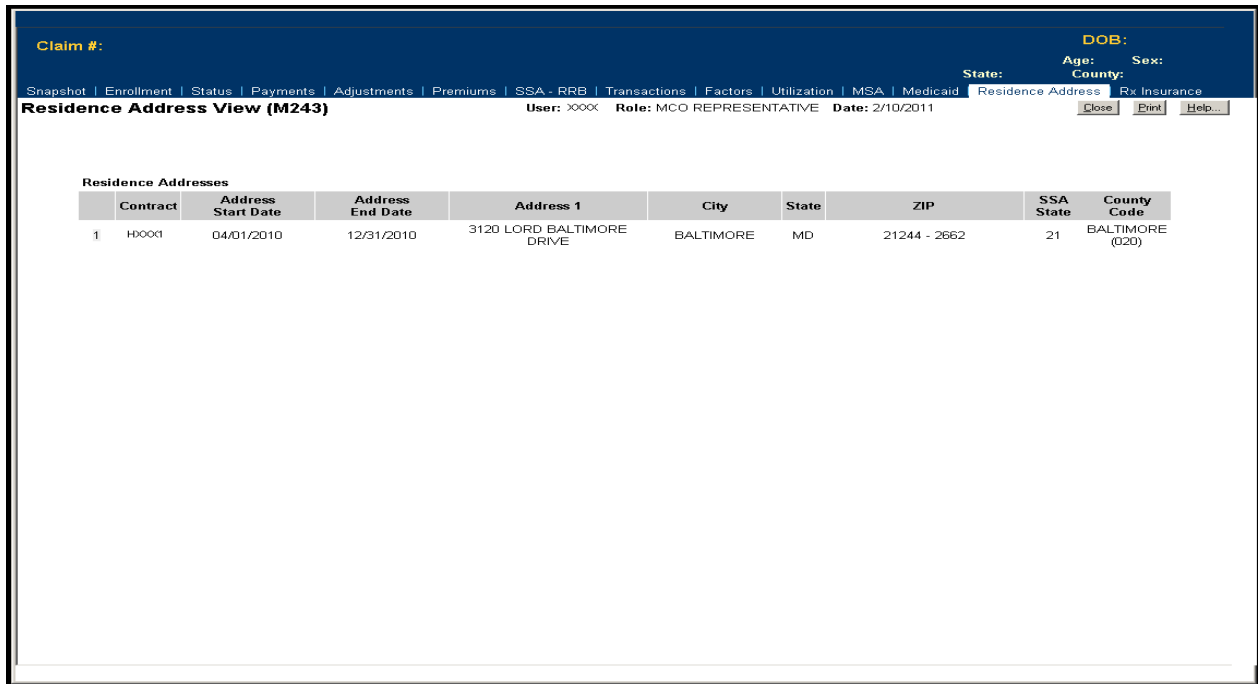 Claim #:
DOB:
Age: Sex:
State: County:
Snapshot | Enrollment | Status | Payments | Adjustments | Premiums | SSA - RRB | Transactions | Factors | Utilization | MSA | Medicaid | Residence Address | Rx Insurance
Residence Address View (M243) User: XXXX Role: MCO REPRESENTATIVE Date: 2/10/2011 Close Print Help...
Residence Addresses
Contract Address Start Date Address End Date Address 1 City State ZIP SSA State County Code
1 HXXX1 04/01/2010 12/31/2010 3120 LORD BALTIMORE DRIVE BALTIMORE MD 21244 - 2662 21 BALTIMORE (020)